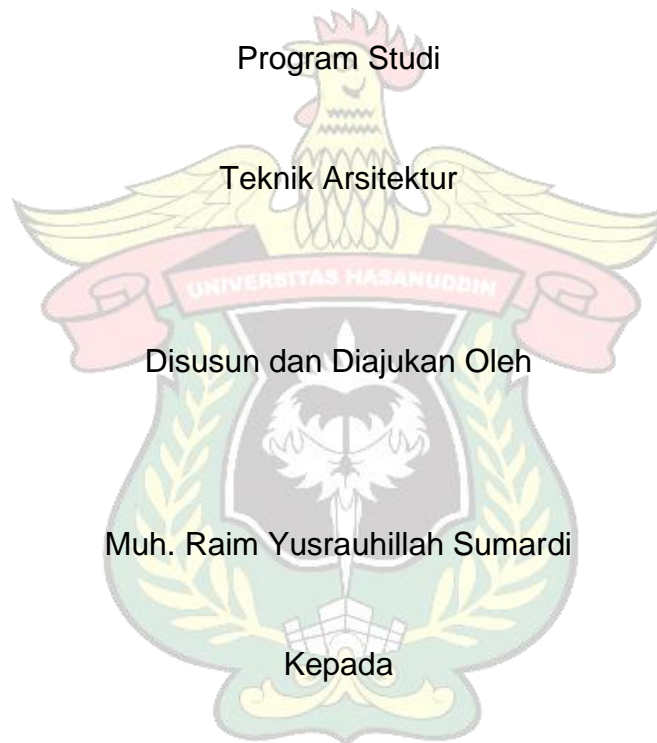 Program Studi
Teknik Arsitektur
UNIVERSITAS HASANUDDIN
Disusun dan Diajukan Oleh
Muh. Raim Yusrauhillah Sumardi
Kepada